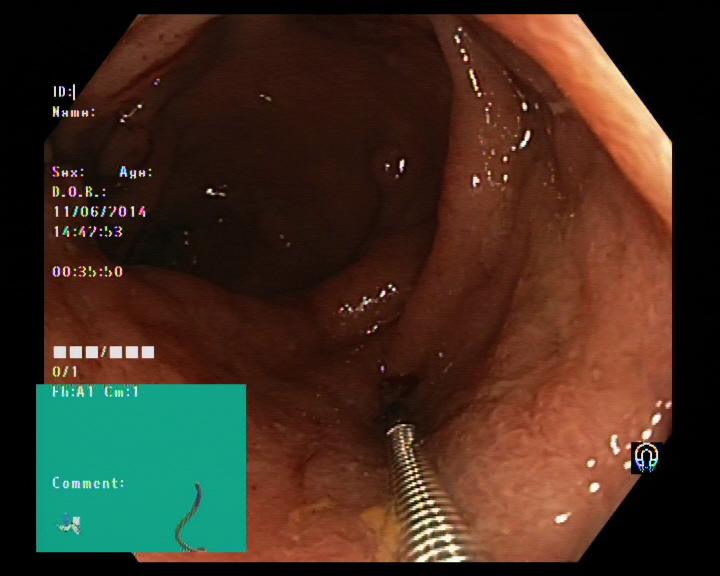 ID:
Name:
Sex: Age:
D.O.B.:
11/06/2014
14:42:53
00:35:50
■■■/■■■
0/1
Ph:A1 Cm:1
Comment: